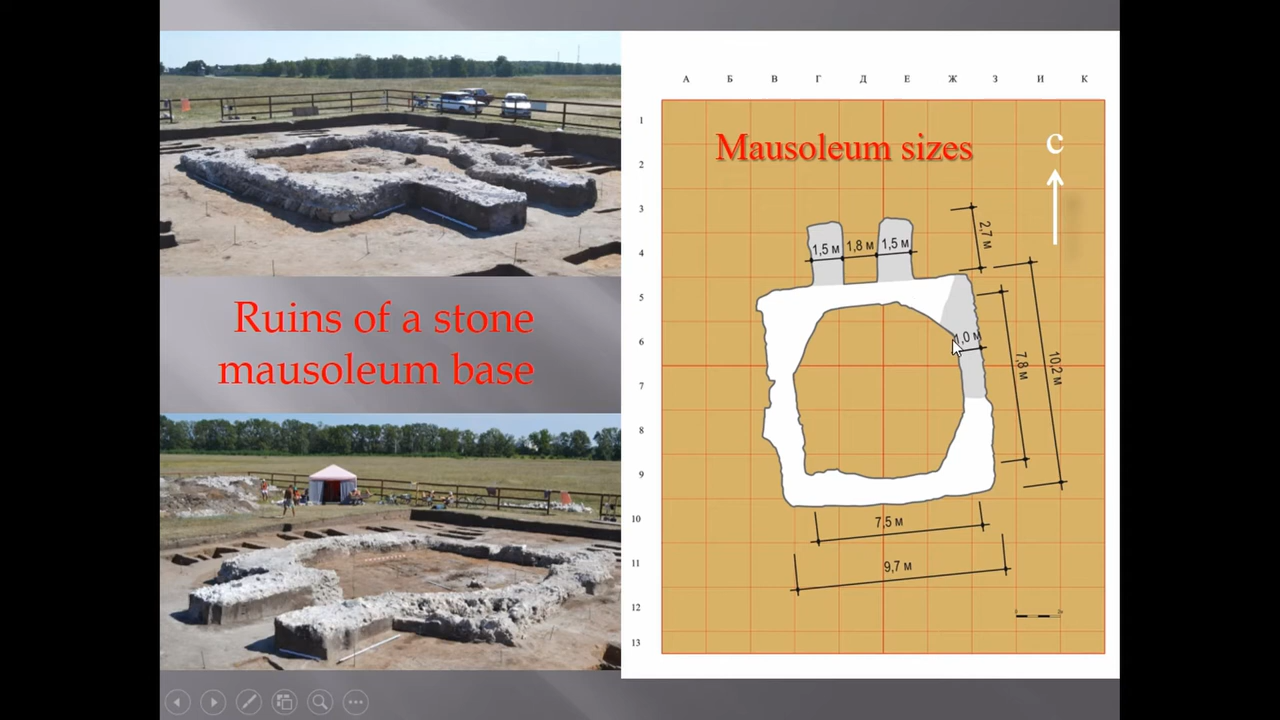 Ruins of a stone
mausoleum base
А Б В Г Д Е Ж З И К
1
2
3
4
5
6
7
8
9
10
11
12
13
Mausoleum sizes
С
2,7 м
1,5 м 1,8 м 1,5 м
1,0 м
7,8 м
10,2 м
7,5 м
9,7 м